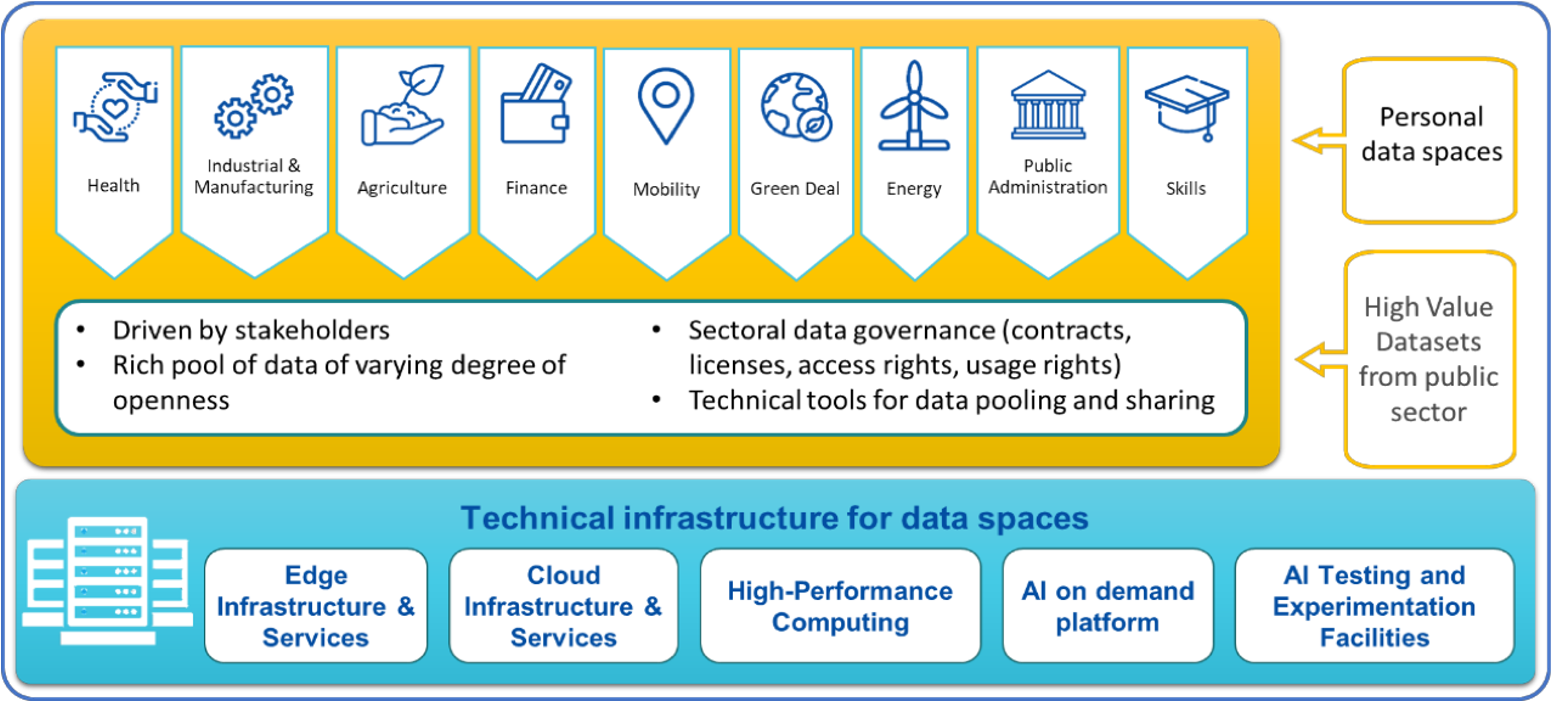 Health
Industrial &
Manufacturing
Agriculture
Finance
Mobility
Green Deal
Energy
Public
Administration
Skills
Personal
data spaces
• Driven by stakeholders
• Rich pool of data of varying degree of
openness
• Sectoral data governance (contracts,
licenses, access rights, usage rights)
• Technical tools for data pooling and sharing
High Value
Datasets
from public
sector
Technical infrastructure for data spaces
Edge
Infrastructure &
Services
Cloud
Infrastructure &
Services
High-Performance
Computing
AI on demand
platform
AI Testing and
Experimentation
Facilities